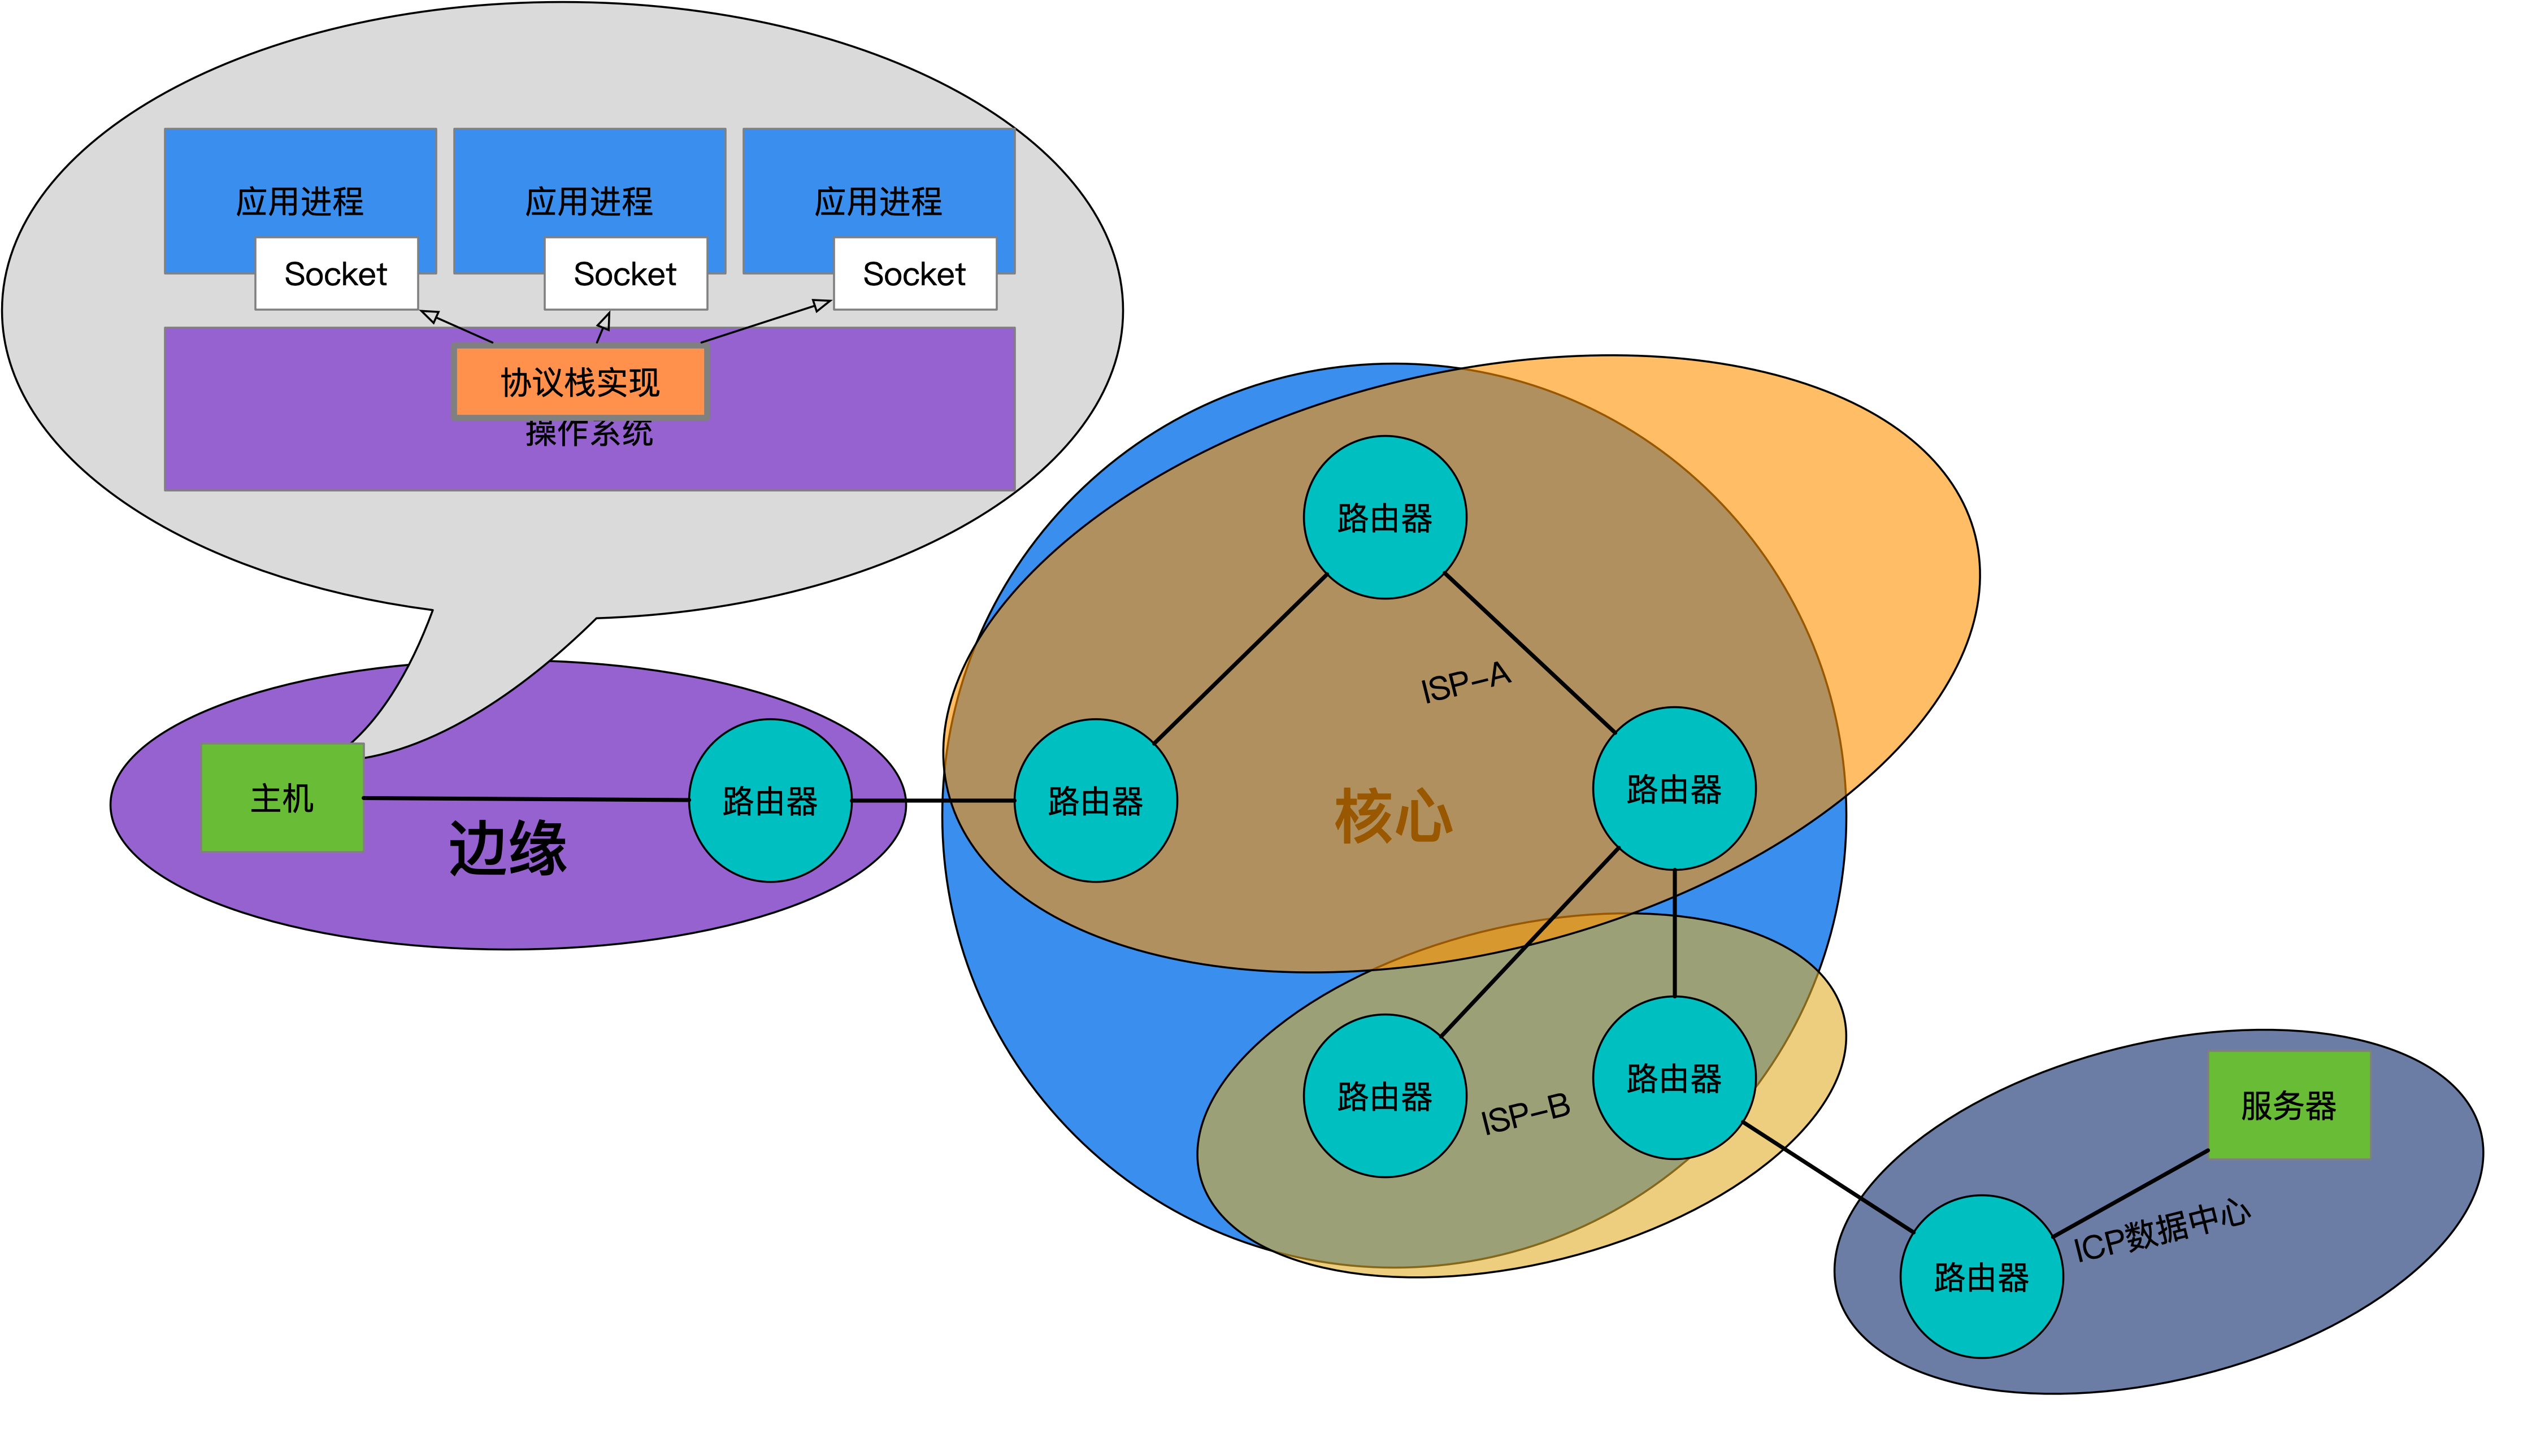 应用进程
应用进程
应用进程
Socket
Socket
Socket
协议栈实现
操作系统
路由器
ISP-A
主机
边缘
路由器
路由器
核心
路由器
路由器
ISP-B
路由器
服务器
ICP数据中心
路由器